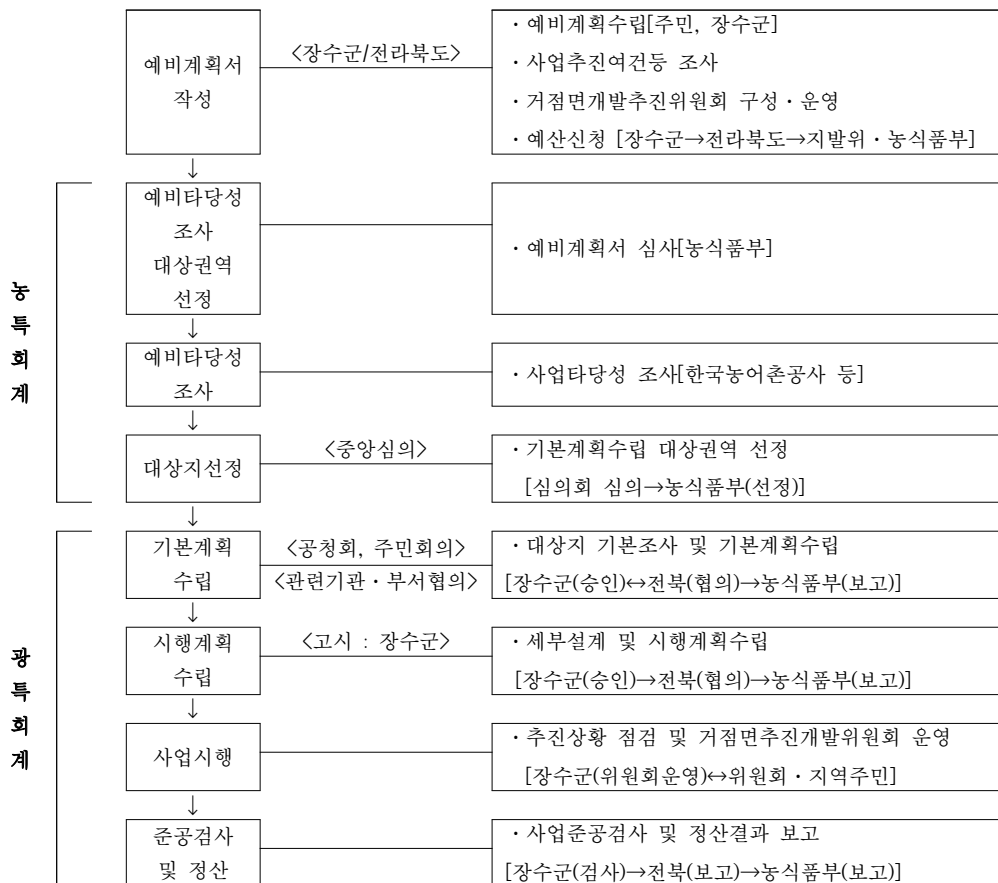 예비계획서
작성
<장수군/전라북도>
・예비계획수립[주민, 장수군]
・사업추진여건등 조사
・거점면개발추진위원회 구성・운영
・예산신청 [장수군→전라북도→지발위・농식품부]
↓
농특회계
예비타당성
조사
대상권역
선정
・예비계획서 심사[농식품부]
↓
예비타당성
조사
・사업타당성 조사[한국농어촌공사 등]
↓
대상지선정
<중앙심의>
・기본계획수립 대상권역 선정
[심의회 심의→농식품부(선정)]
↓
광특회계
기본계획
수립
<공청회, 주민회의>
<관련기관・부서협의>
・대상지 기본조사 및 기본계획수립
[장수군(승인)↔전북(협의)→농식품부(보고)]
↓
시행계획
수립
<고시 : 장수군>
・세부설계 및 시행계획수립
[장수군(승인)→전북(협의)→농식품부(보고)]
↓
사업시행
・추진상황 점검 및 거점면추진개발위원회 운영
[장수군(위원회운영)↔위원회・지역주민]
↓
준공검사
및 정산
・사업준공검사 및 정산결과 보고
[장수군(검사)→전북(보고)→농식품부(보고)]